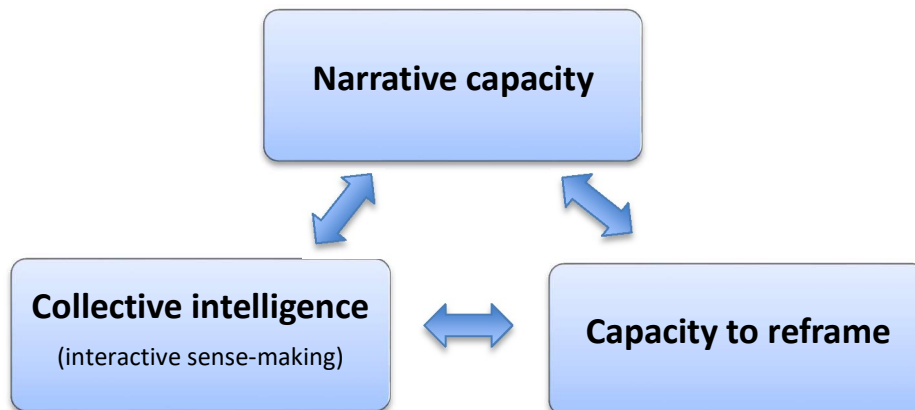 Narrative capacity
Collective intelligence
(interactive sense-making)
Capacity to reframe